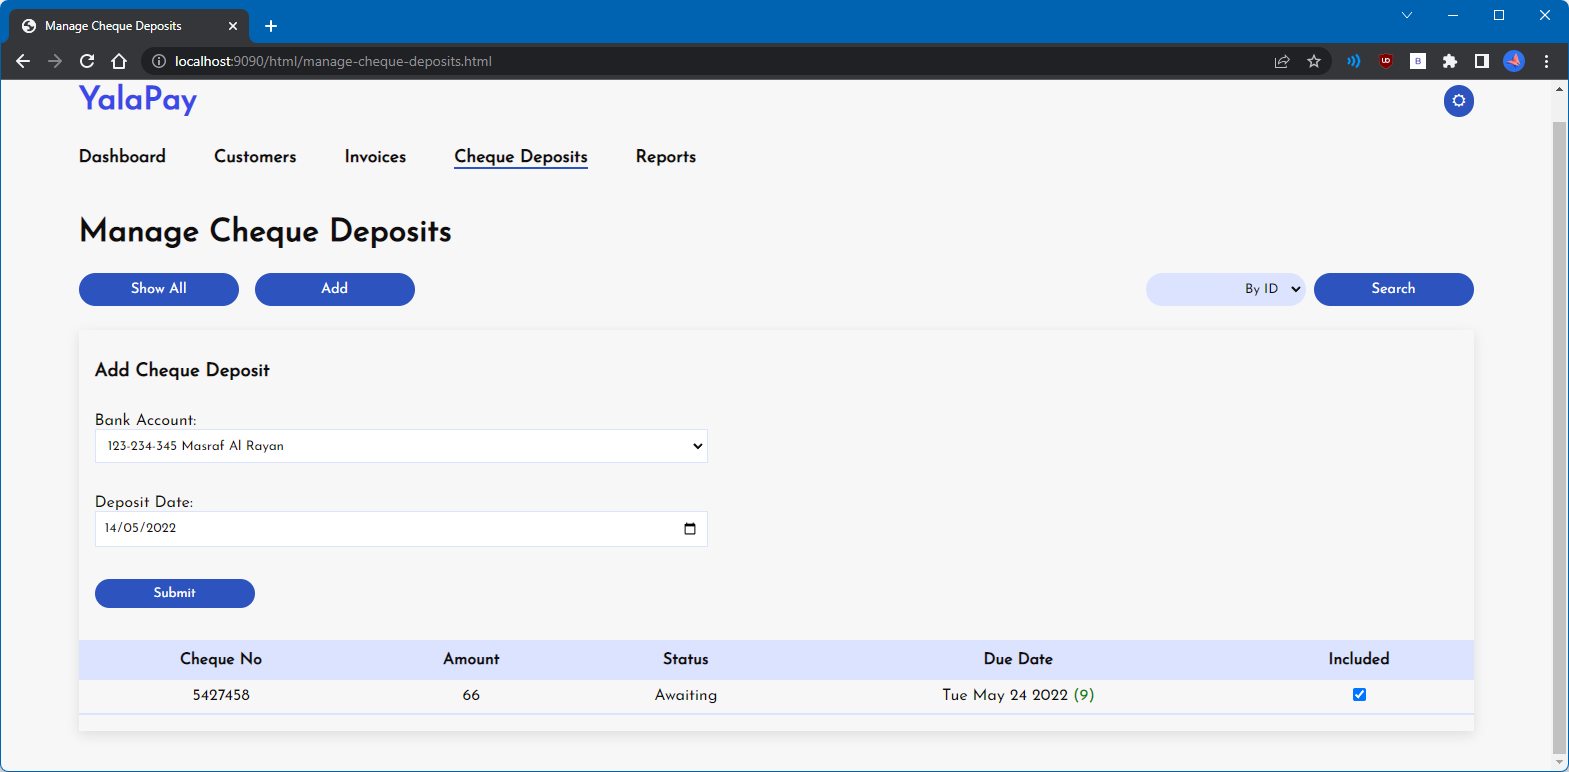 Manage Cheque Deposits
localhost:9090/html/manage-cheque-deposits.html
YalaPay
Dashboard Customers Invoices Cheque Deposits Reports
Manage Cheque Deposits
Show All Add By ID Search
Add Cheque Deposit
Bank Account:
123-234-345 Masraf Al Rayan
Deposit Date:
14/05/2022
Submit
Cheque No Amount Status Due Date Included
5427458 66 Awaiting Tue May 24 2022 (9)